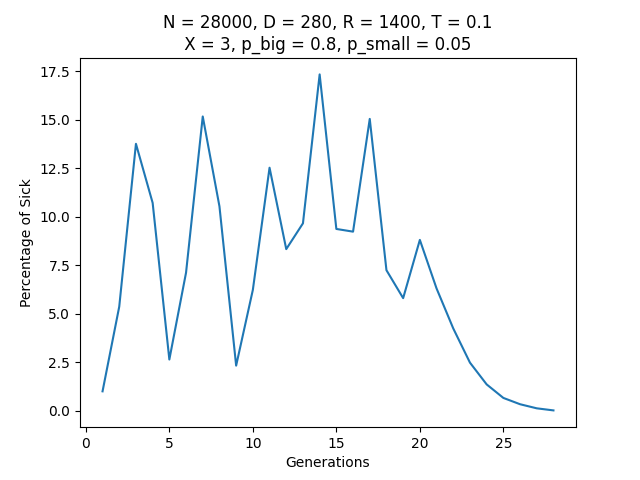 N = 28000, D = 280, R = 1400, T = 0.1
X = 3, p_big = 0.8, p_small = 0.05
17.5
15.0
12.5
10.0
7.5
5.0
2.5
0.0
Percentage of Sick
0 5 10 15 20 25
Generations